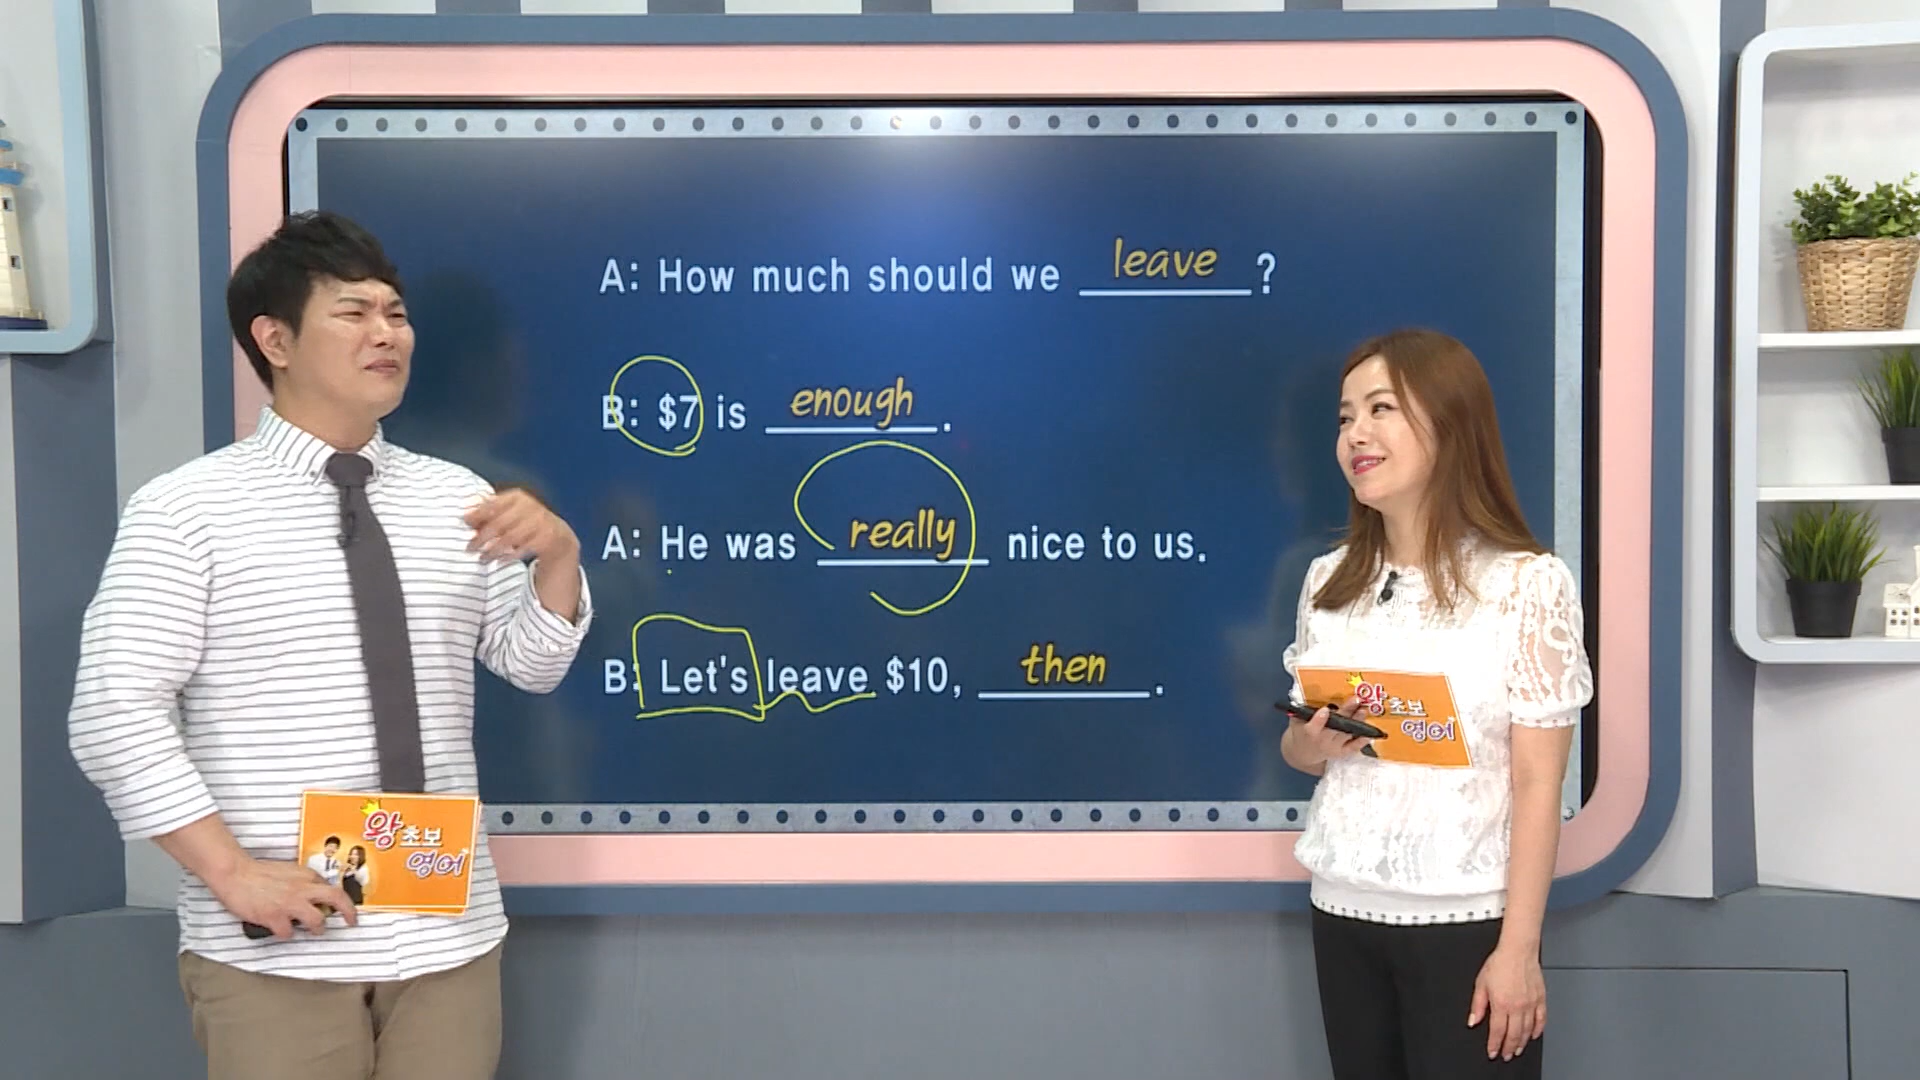 A: How much should we leave?
B: $7 is enough.
A: He was really nice to us.
B: Let's leave $10, then.
왕초보
영어
왕초보
영어